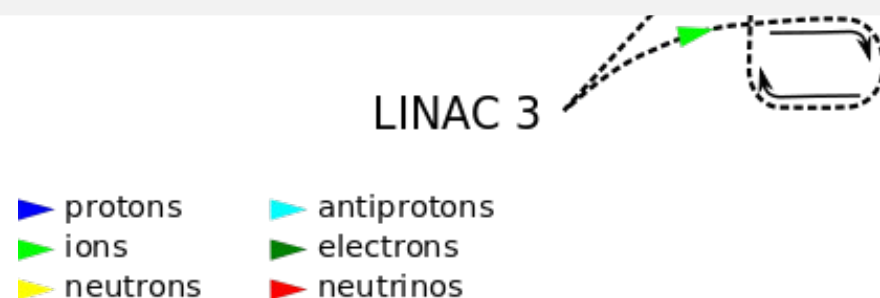 LINAC 3
protons
antiprotons
ions
electrons
neutrons
neutrinos